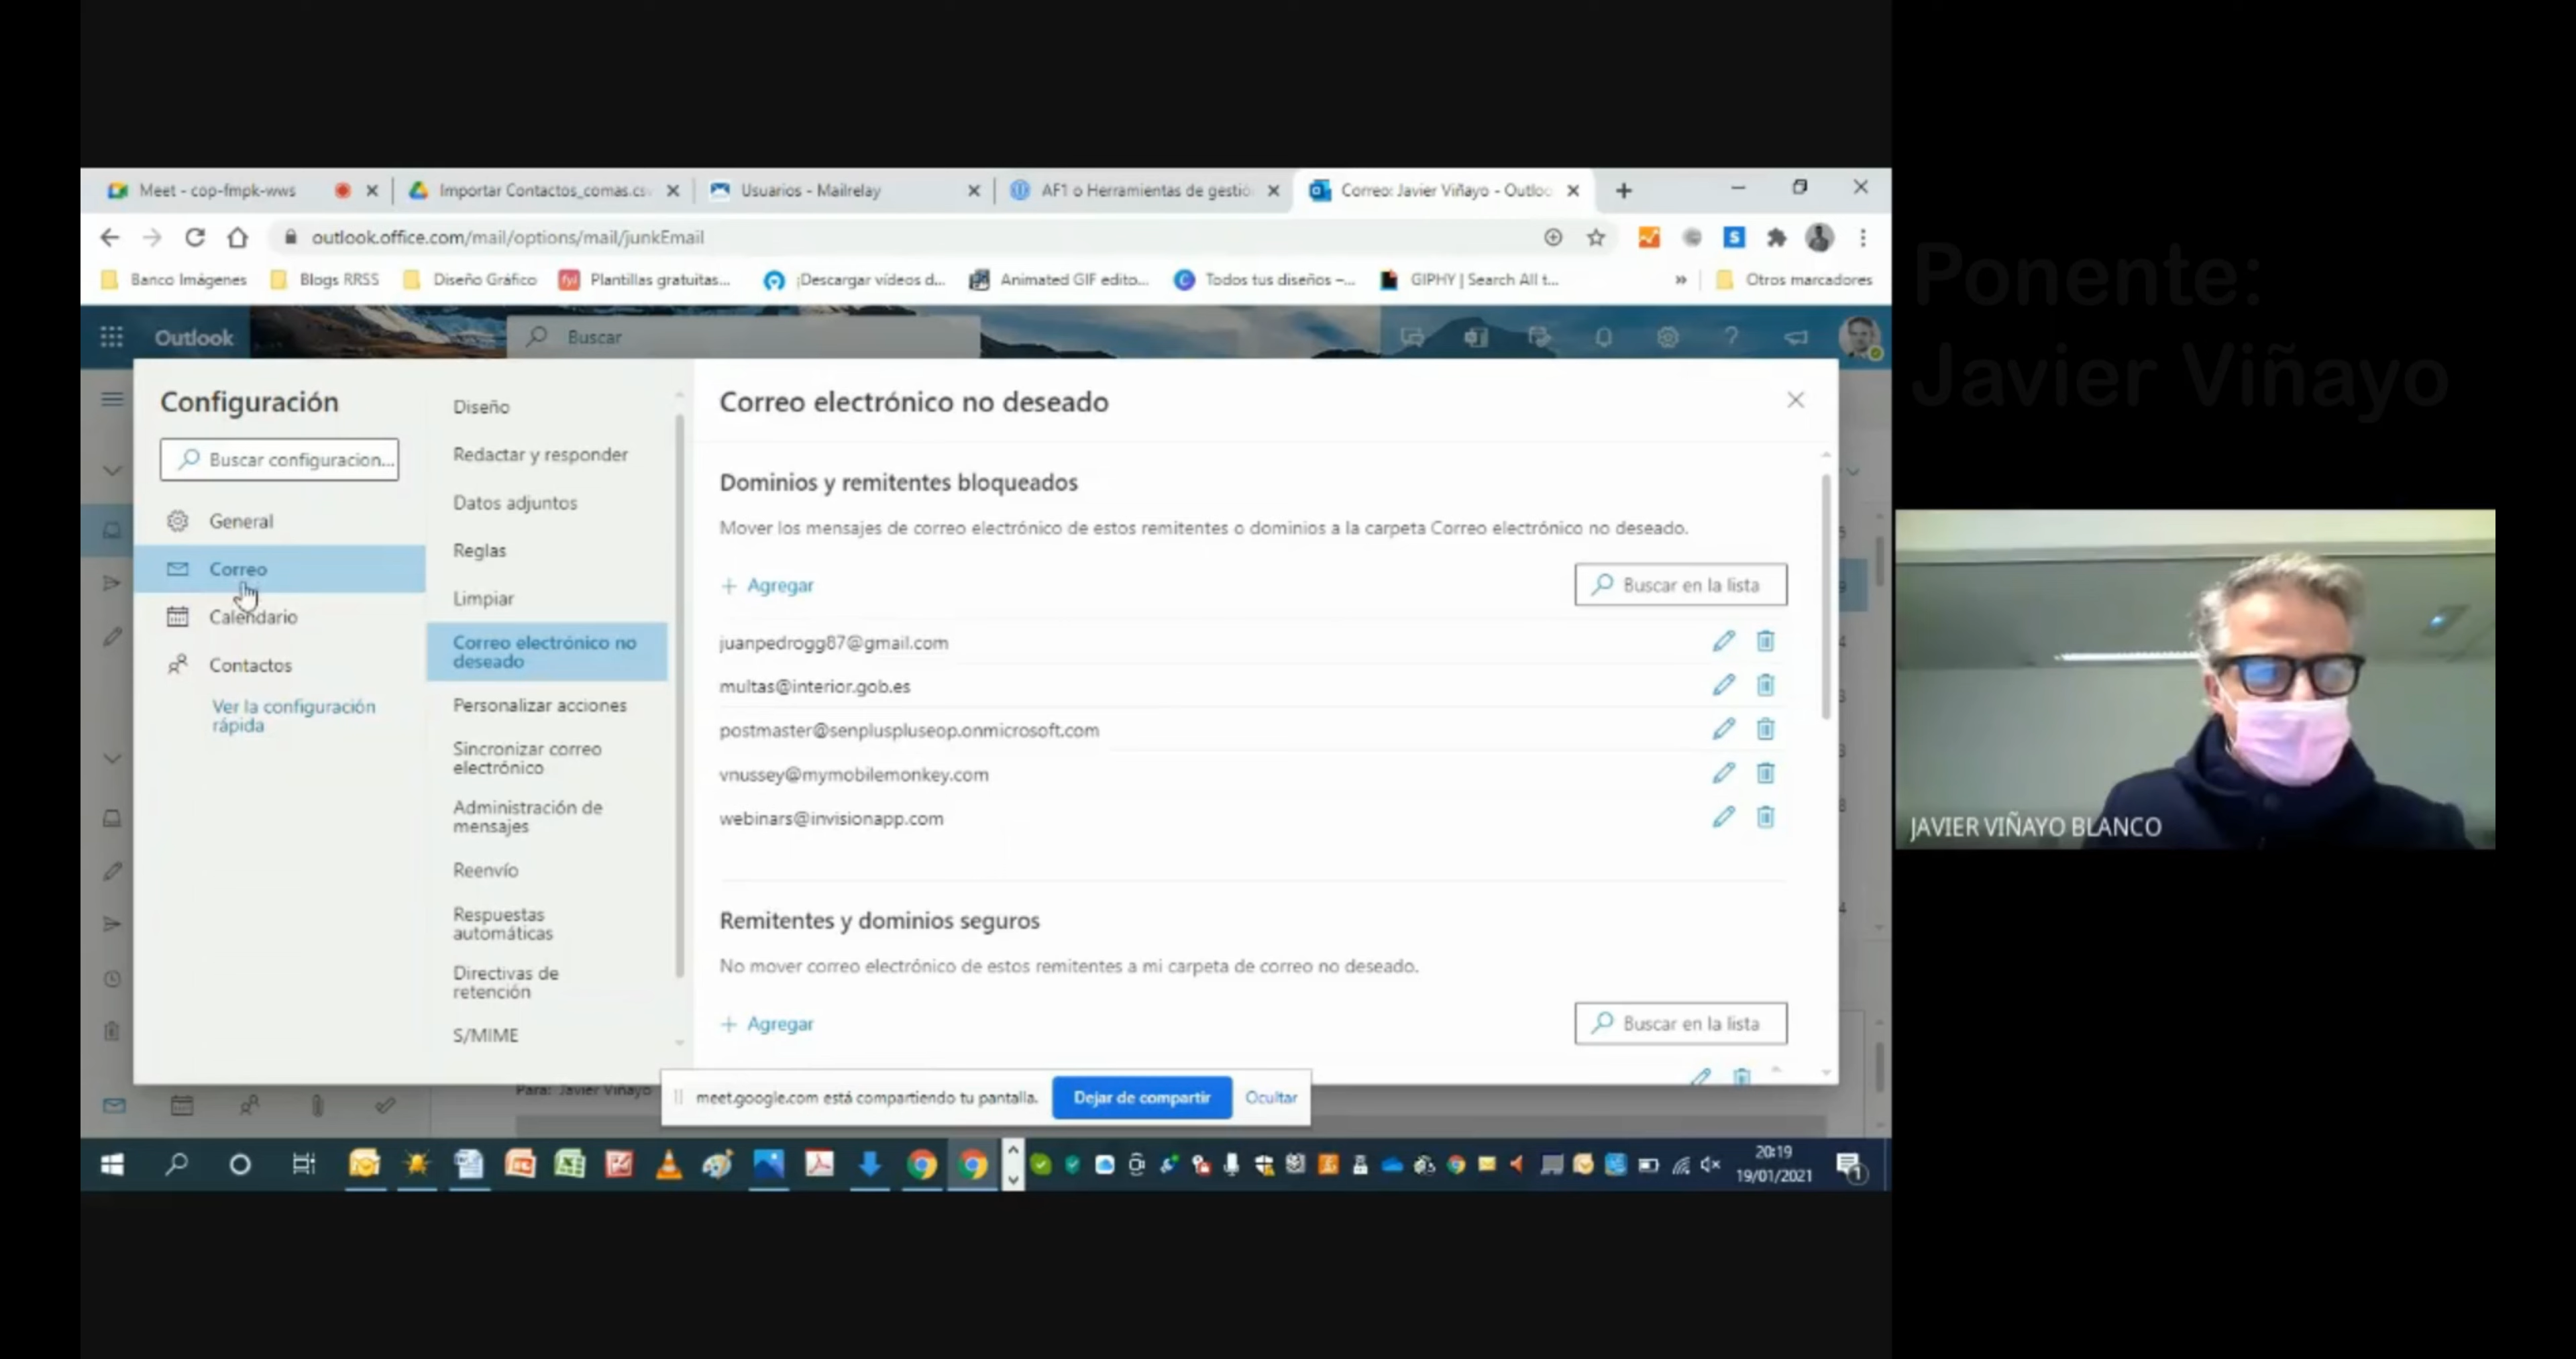 Meet - cop-fmpk-wws
Importar Contactos_comas.csv
Usuarios - Mailrelay
AF1 o Herramientas de gestió
Correo: Javier Viñayo - Outloo
outlook.office.com/mail/options/mail/junkEmail
Banco Imágenes
Blogs RRSS
Diseño Gráfico
fyi
Plantillas gratuitas...
¡Descargar vídeos d...
Animated GIF edito...
Todos tus diseños –...
GIPHY | Search All t...
»
Otros marcadores
Outlook
Buscar
Configuración
Buscar configuracion...
General
Correo
Calendario
Contactos
Ver la configuración
rápida
Diseño
Redactar y responder
Datos adjuntos
Reglas
Limpiar
Correo electrónico no
deseado
Personalizar acciones
Sincronizar correo
electrónico
Administración de
mensajes
Reenvío
Respuestas
automáticas
Directivas de
retención
S/MIME
Correo electrónico no deseado
Dominios y remitentes bloqueados
Mover los mensajes de correo electrónico de estos remitentes o dominios a la carpeta Correo electrónico no deseado.
+ Agregar
Buscar en la lista
juanpedrogg87@gmail.com
multas@interior.gob.es
postmaster@senpluspluseop.onmicrosoft.com
vnussey@mymobilemonkey.com
webinars@invisionapp.com
Remitentes y dominios seguros
No mover correo electrónico de estos remitentes a mi carpeta de correo no deseado.
+ Agregar
Buscar en la lista
Para: Javier Viñayo
meet.google.com está compartiendo tu pantalla.
Dejar de compartir
Ocultar
20:19
19/01/2021
1
Ponente:
Javier Viñayo
JAVIER VIÑAYO BLANCO